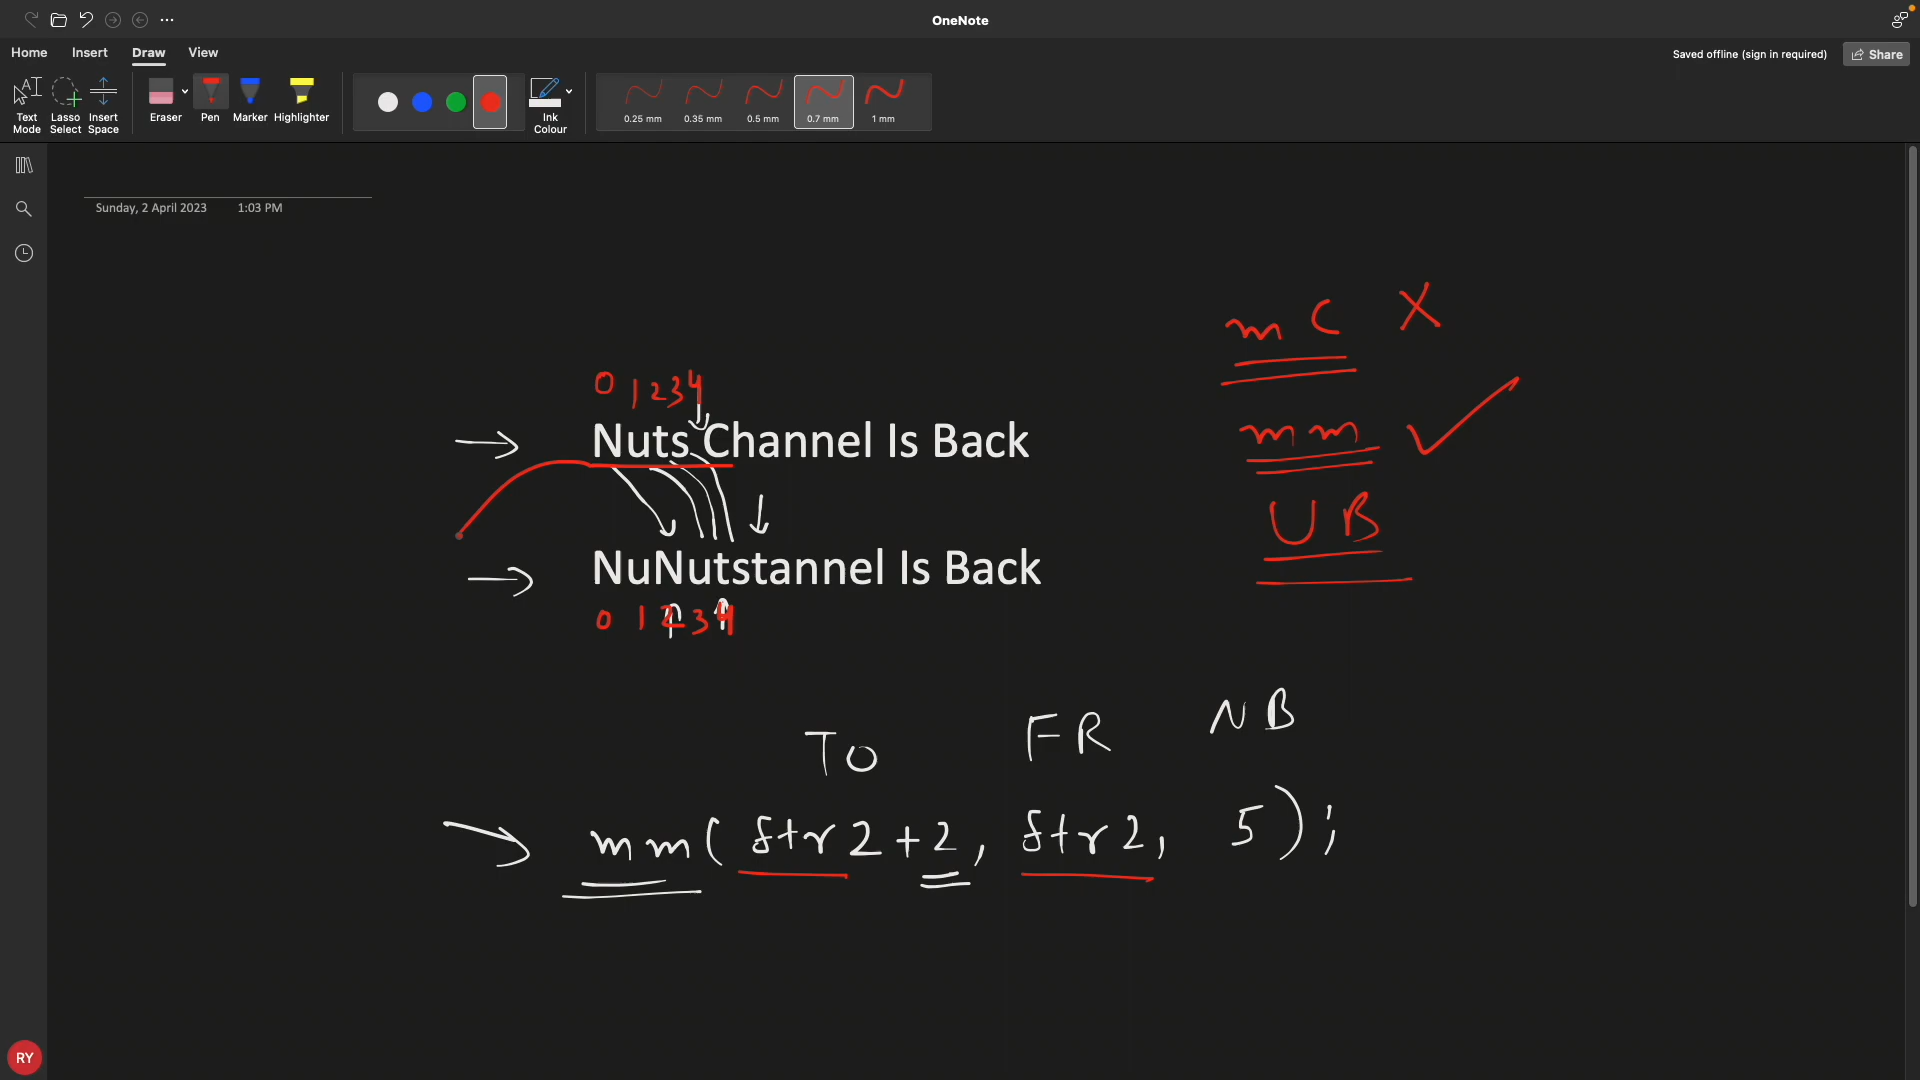 OneNote
Home Insert Draw View
Saved offline (sign in required) Share
Text Mode
Lasso Select
Insert Space
Eraser
Pen
Marker
Highlighter
Ink Colour
0.25 mm
0.35 mm
0.5 mm
0.7 mm
1 mm
Sunday, 2 April 2023 1:03 PM
m C X
0 1 2 3 4
Nuts Channel Is Back
m m
U B
NuNutstannel Is Back
0 1 2 3 4
TO FR NB
mm( str2+2, str2, 5);
RY